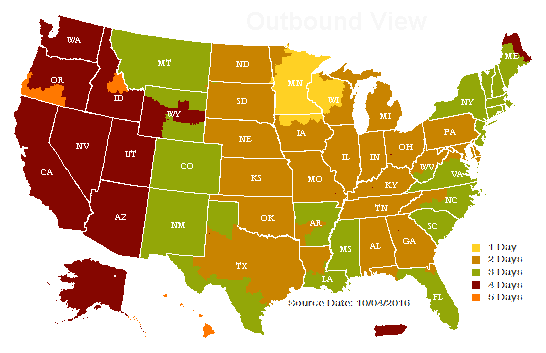 Outbound View
WA
MT
ND
MN
ME
OR
ID
WY
SD
WI
MI
NY
NV
UT
CO
NE
IA
IL
IN
OH
PA
CA
KS
MO
KY
WV
VA
AZ
NM
OK
AR
TN
NC
TX
LA
MS
AL
GA
SC
FL
1 Day
2 Days
3 Days
4 Days
5 Days
Source Date: 10/04/2016